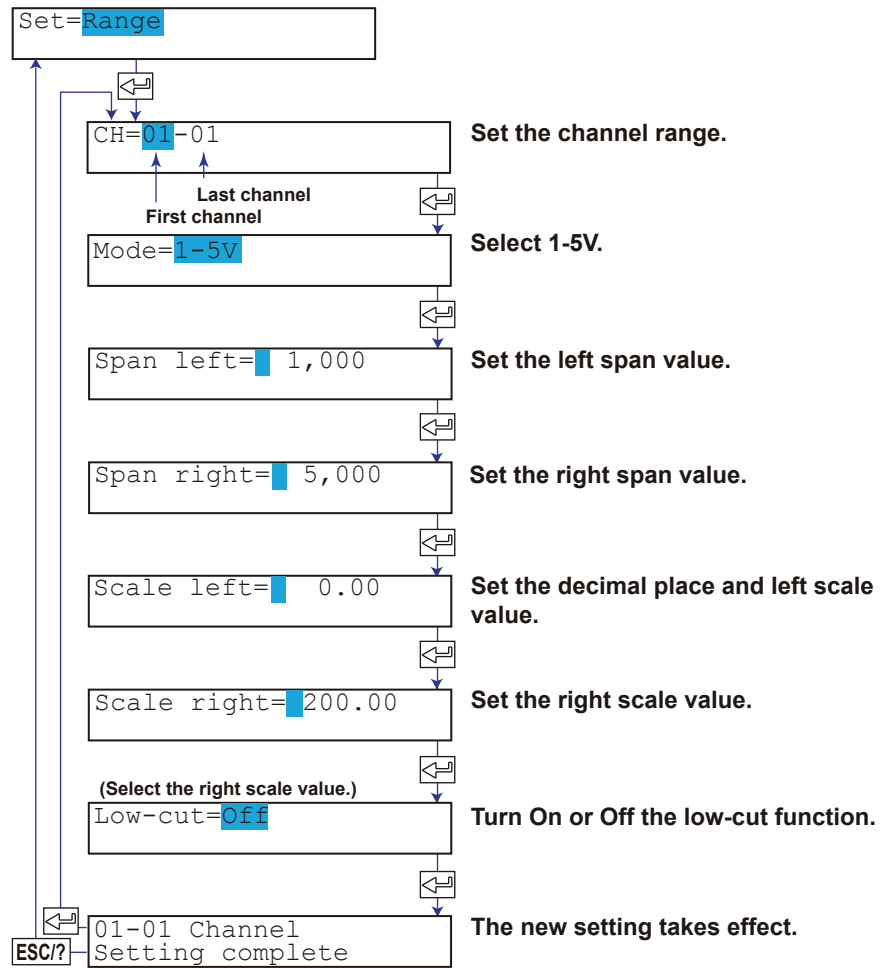 Set=Range
CH=01-01
Set the channel range.
Last channel
First channel
Mode=1-5V
Select 1-5V.
Span left= 1,000
Set the left span value.
Span right= 5,000
Set the right span value.
Scale left= 0.00
Set the decimal place and left scale
value.
Scale right= 200.00
Set the right scale value.
(Select the right scale value.)
Low-cut=Off
Turn On or Off the low-cut function.
01-01 Channel
The new setting takes effect.
ESC/?
Setting complete